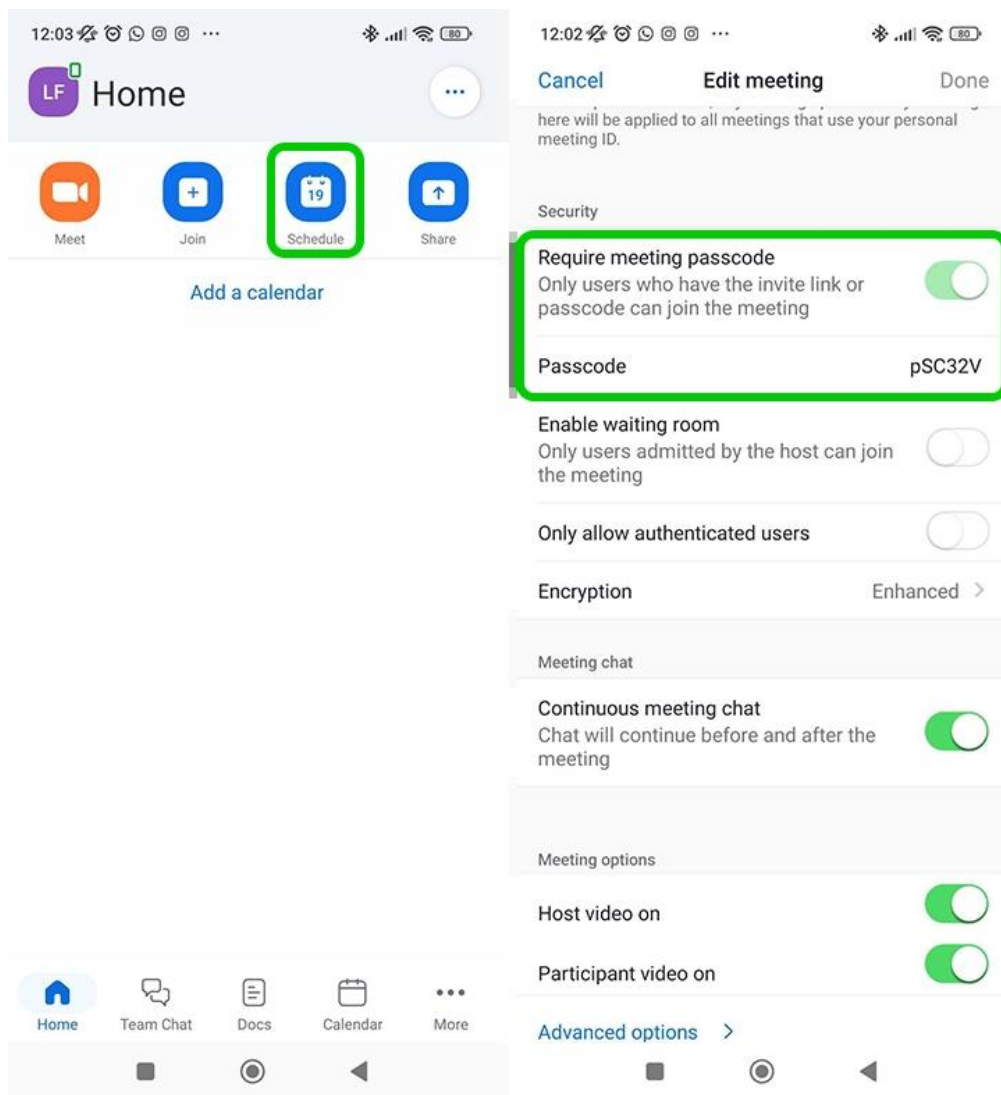 12:03
80
LF
Home
19
Meet
Join
Schedule
Share
Add a calendar
Home
Team Chat
Docs
Calendar
More
12:02
80
Cancel
Edit meeting
Done
here will be applied to all meetings that use your personal
meeting ID.
Security
Require meeting passcode
Only users who have the invite link or
passcode can join the meeting
Passcode
pSC32V
Enable waiting room
Only users admitted by the host can join
the meeting
Only allow authenticated users
Encryption
Enhanced
Meeting chat
Continuous meeting chat
Chat will continue before and after the
meeting
Meeting options
Host video on
Participant video on
Advanced options